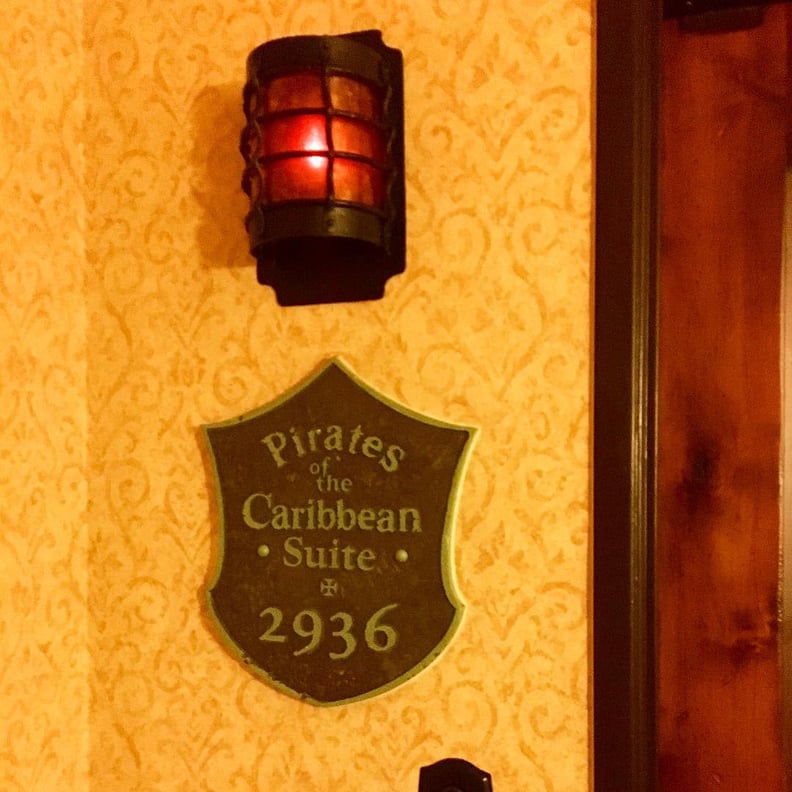 Pirates
of
the
Caribbean
Suite
2936